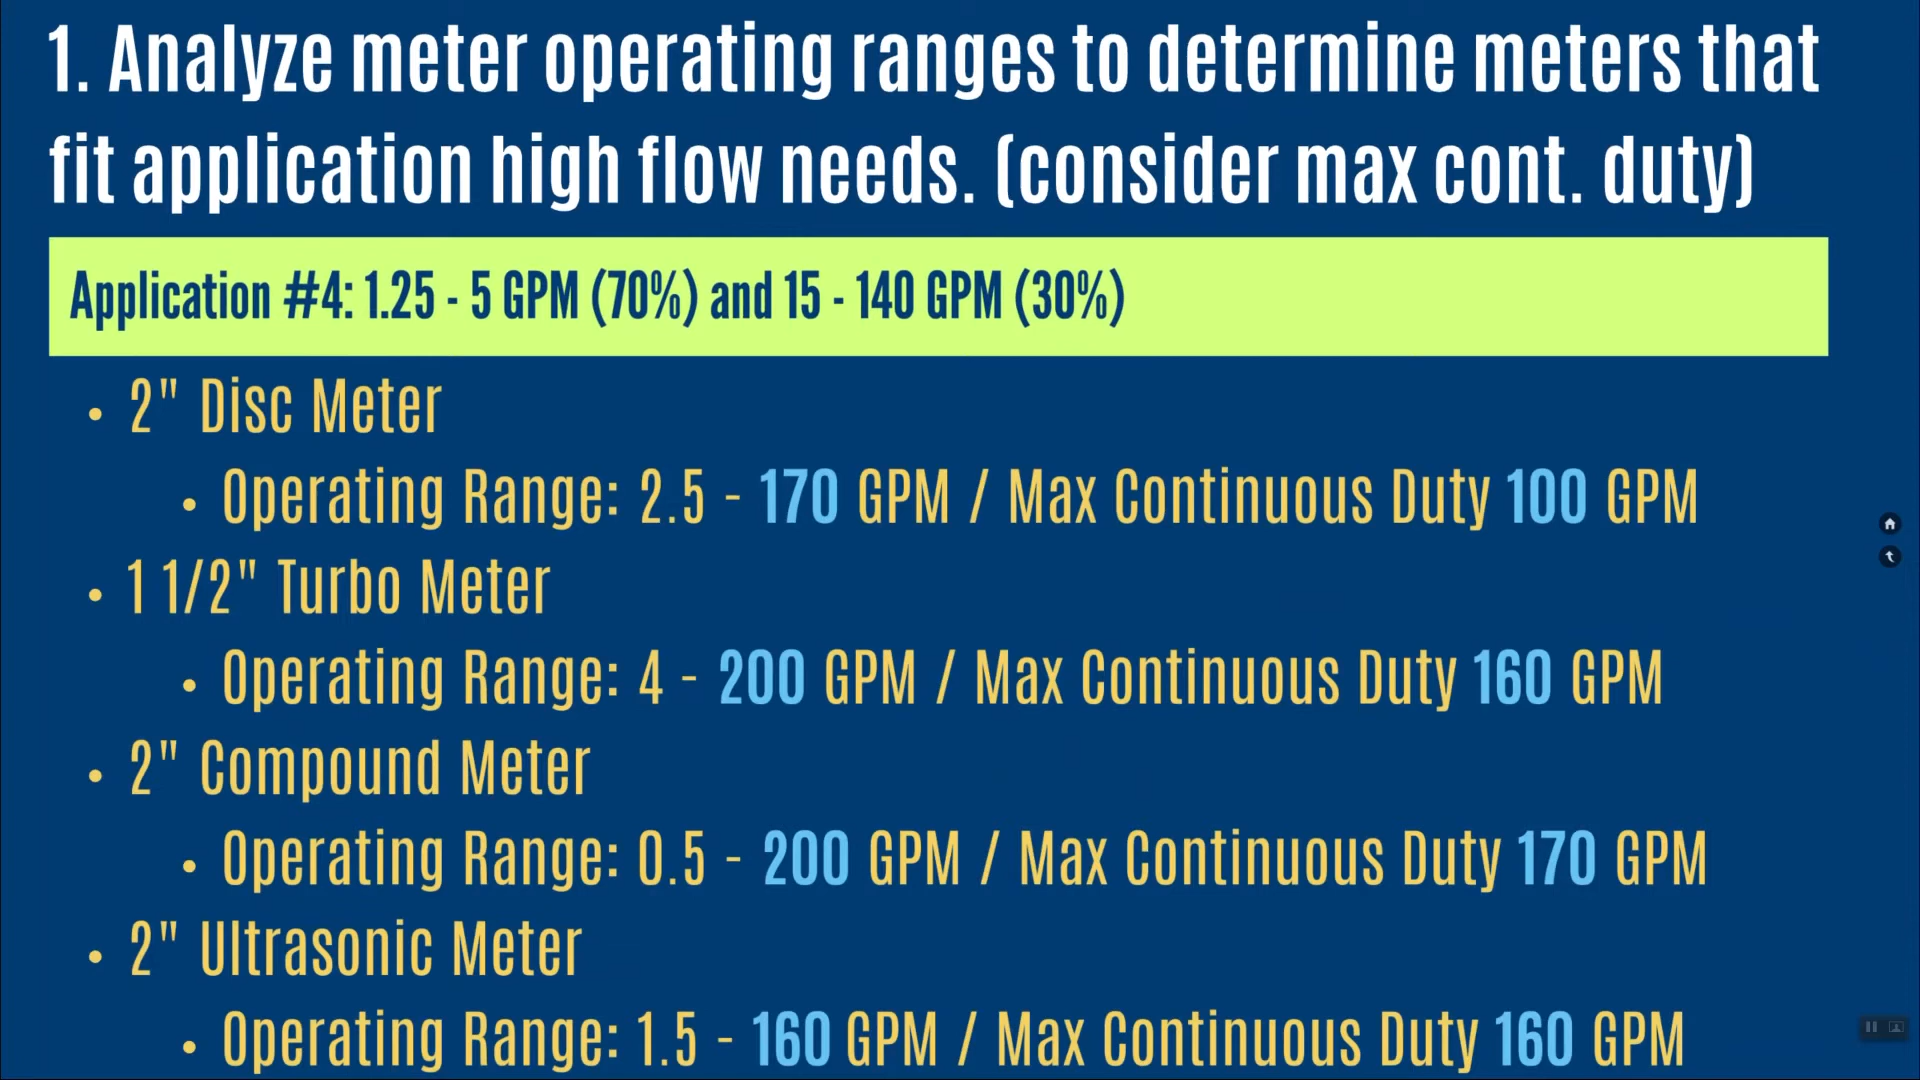 1. Analyze meter operating ranges to determine meters that
fit application high flow needs. (consider max cont. duty)
Application #4: 1.25 - 5 GPM (70%) and 15 - 140 GPM (30%)
• 2" Disc Meter
• Operating Range: 2.5 - 170 GPM / Max Continuous Duty 100 GPM
• 1 1/2" Turbo Meter
• Operating Range: 4 - 200 GPM / Max Continuous Duty 160 GPM
• 2" Compound Meter
• Operating Range: 0.5 - 200 GPM / Max Continuous Duty 170 GPM
• 2" Ultrasonic Meter
• Operating Range: 1.5 - 160 GPM / Max Continuous Duty 160 GPM